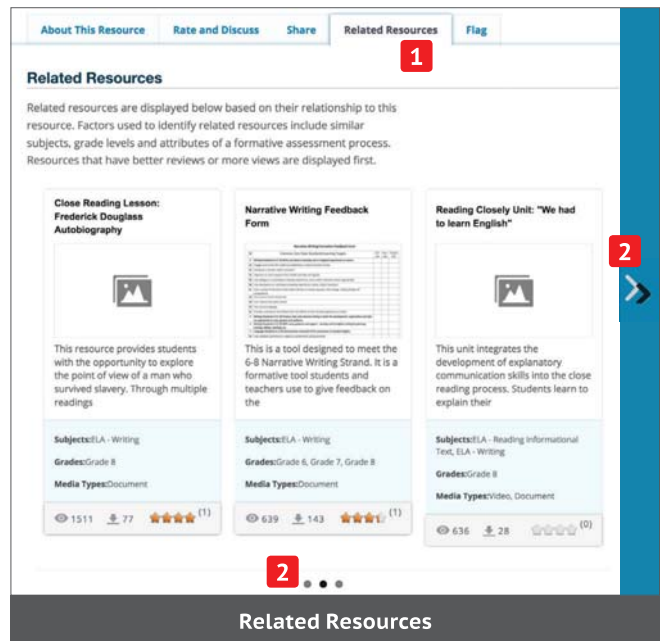 About This Resource Rate and Discuss Share Related Resources Flag
1
Related Resources
Related resources are displayed below based on their relationship to this
resource. Factors used to identify related resources include similar
subjects, grade levels and attributes of a formative assessment process.
Resources that have better reviews or more views are displayed first.
Close Reading Lesson:
Frederick Douglass
Autobiography
This resource provides students
with the opportunity to explore
the point of view of a man who
survived slavery. Through multiple
readings
Subjects:ELA - Writing
Grades:Grade 8
Media Types:Document
1511 77 (1)
Narrative Writing Feedback
Form
This is a tool designed to meet the
6-8 Narrative Writing Strand. It is a
formative tool students and
teachers use to give feedback on
the
Subjects:ELA - Writing
Grades:Grade 6, Grade 7, Grade 8
Media Types:Document
639 143 (1)
Reading Closely Unit: "We had
to learn English"
This unit integrates the
development of explanatory
communication skills into the close
reading process. Students learn to
explain their
Subjects:ELA - Reading Informational
Text, ELA - Writing
Grades:Grade 8
Media Types:Video, Document
636 28 (0)
2
2
Related Resources